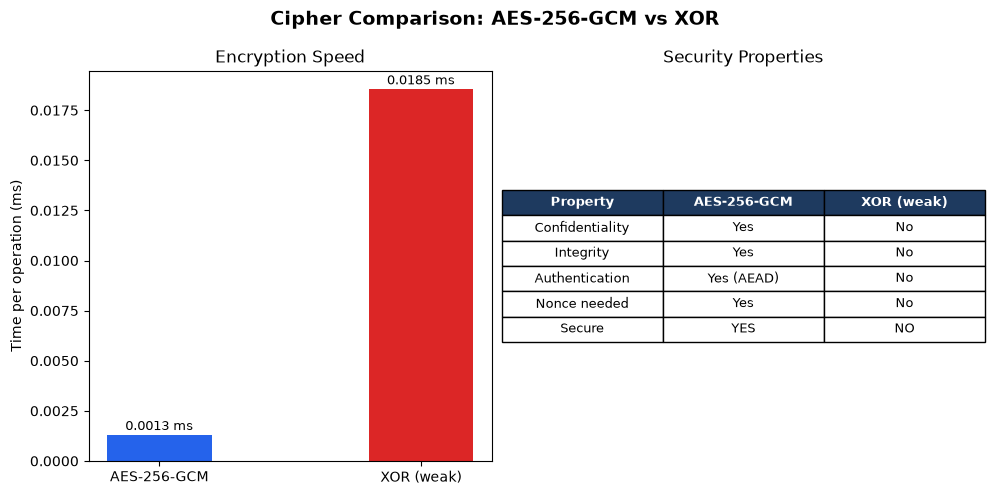 Cipher Comparison: AES-256-GCM vs XOR
Encryption Speed
Time per operation (ms)
0.0175
0.0150
0.0125
0.0100
0.0075
0.0050
0.0025
0.0000
0.0013 ms
0.0185 ms
AES-256-GCM
XOR (weak)
Security Properties
Property AES-256-GCM XOR (weak)
Confidentiality Yes No
Integrity Yes No
Authentication Yes (AEAD) No
Nonce needed Yes No
Secure YES NO